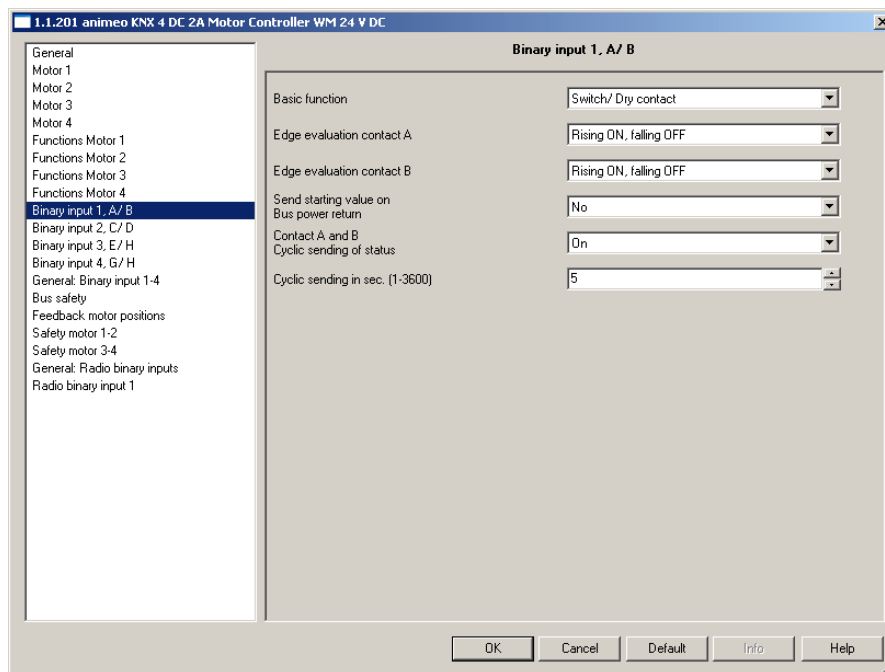 1.1.201 animeo KNX 4 DC 2A Motor Controller WM 24 V DC
General
Motor 1
Motor 2
Motor 3
Motor 4
Functions Motor 1
Functions Motor 2
Functions Motor 3
Functions Motor 4
Binary input 1, A/ B
Binary input 2, C/ D
Binary input 3, E/ H
Binary input 4, G/ H
General: Binary input 1-4
Bus safety
Feedback motor positions
Safety motor 1-2
Safety motor 3-4
General: Radio binary inputs
Radio binary input 1
Binary input 1, A/ B
Basic function
Switch/ Dry contact
Edge evaluation contact A
Rising ON, falling OFF
Edge evaluation contact B
Rising ON, falling OFF
Send starting value on
Bus power return
No
Contact A and B
Cyclic sending of status
On
Cyclic sending in sec. (1-3600)
5
OK
Cancel
Default
Info
Help